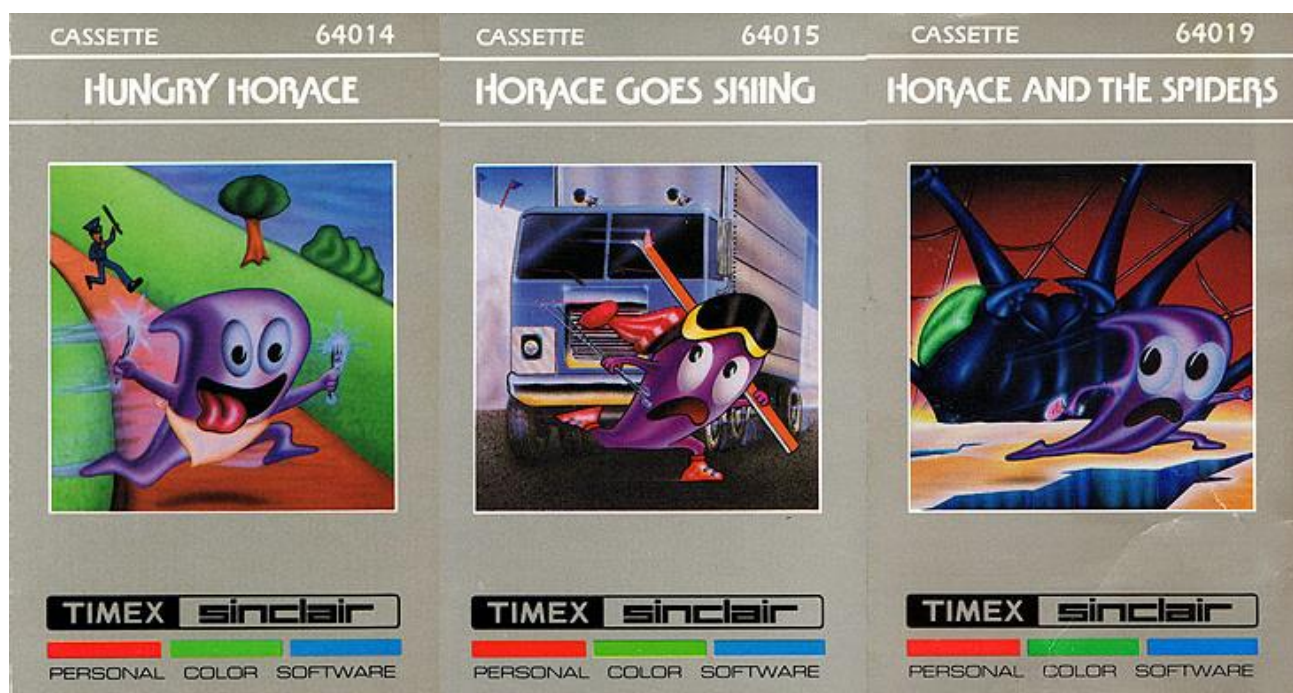 CASSETTE 64014
HUNGRY HORACE
TIMEX sinclair
PERSONAL COLOR SOFTWARE
CASSETTE 64015
HORACE GOES SKIING
TIMEX sinclair
PERSONAL COLOR SOFTWARE
CASSETTE 64019
HORACE AND THE SPIDERS
TIMEX sinclair
PERSONAL COLOR SOFTWARE